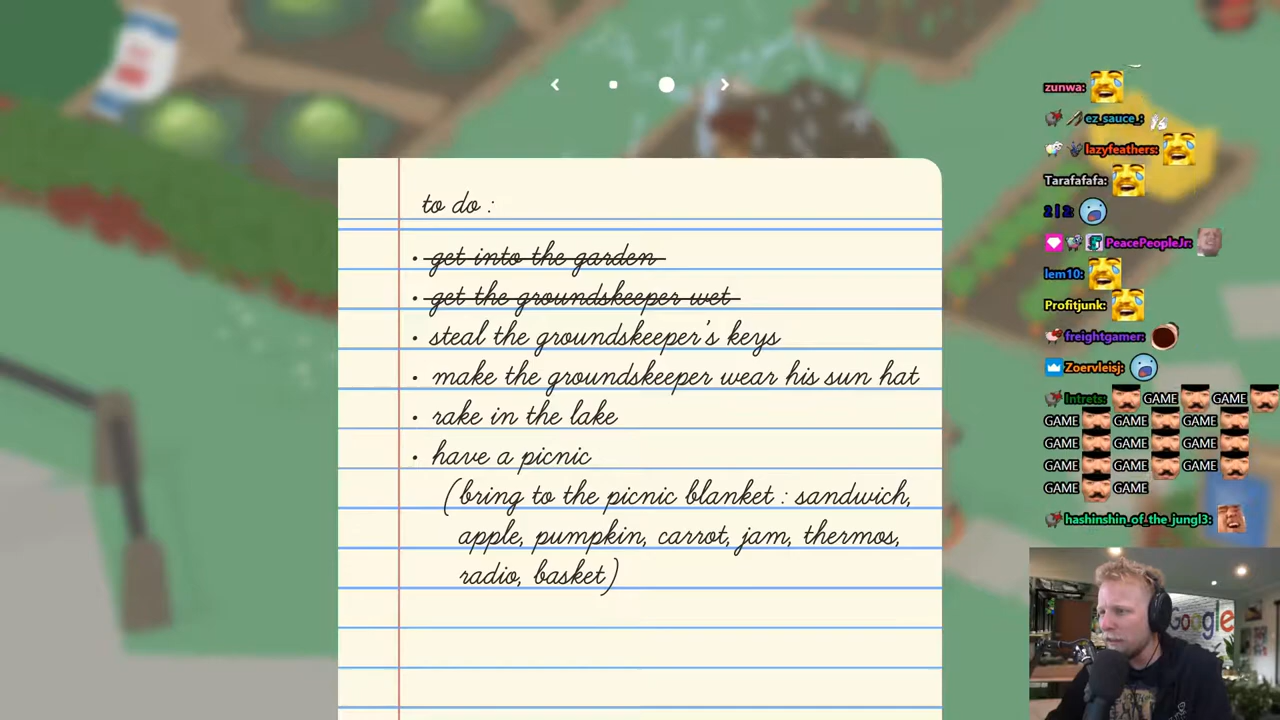 to do :
• get into the garden
• get the groundskeeper wet
• steal the groundskeeper's keys
• make the groundskeeper wear his sun hat
• rake in the lake
• have a picnic
(bring to the picnic blanket : sandwich,
apple, pumpkin, carrot, jam, thermos,
radio, basket)
zunwa:
ez_sauce_:
lazyfeathers:
Tarafafafa:
2 | 2:
PeacePeopleJr:
lem10:
Profitjunk:
freightgamer:
Zoervleisj:
Intrets: GAME GAME
GAME GAME GAME
GAME GAME GAME
GAME GAME GAME
GAME GAME
hashinshin_of_the_jungl3:
Google